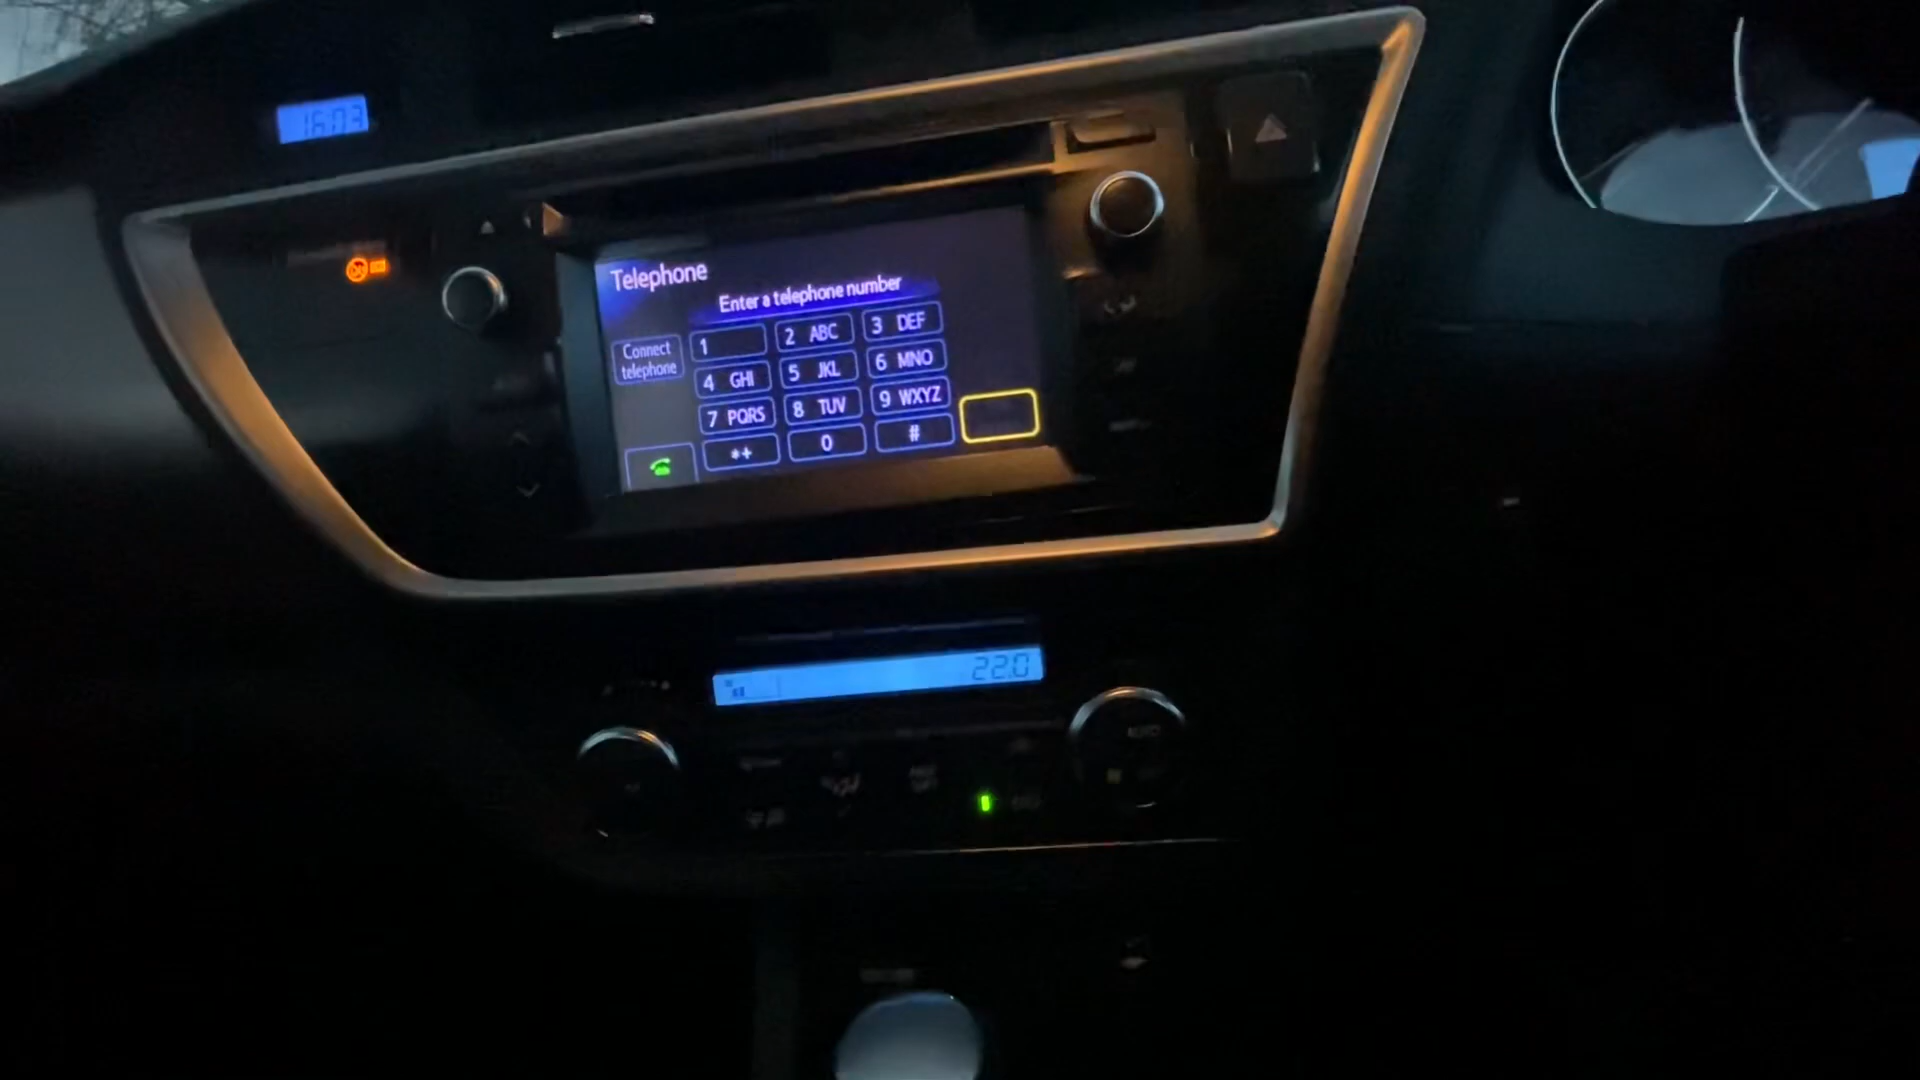 16:03
Telephone
Enter a telephone number
Connect
telephone
1
2 ABC
3 DEF
4 GHI
5 JKL
6 MNO
7 PQRS
8 TUV
9 WXYZ
*+
0
#
22.0
AUTO